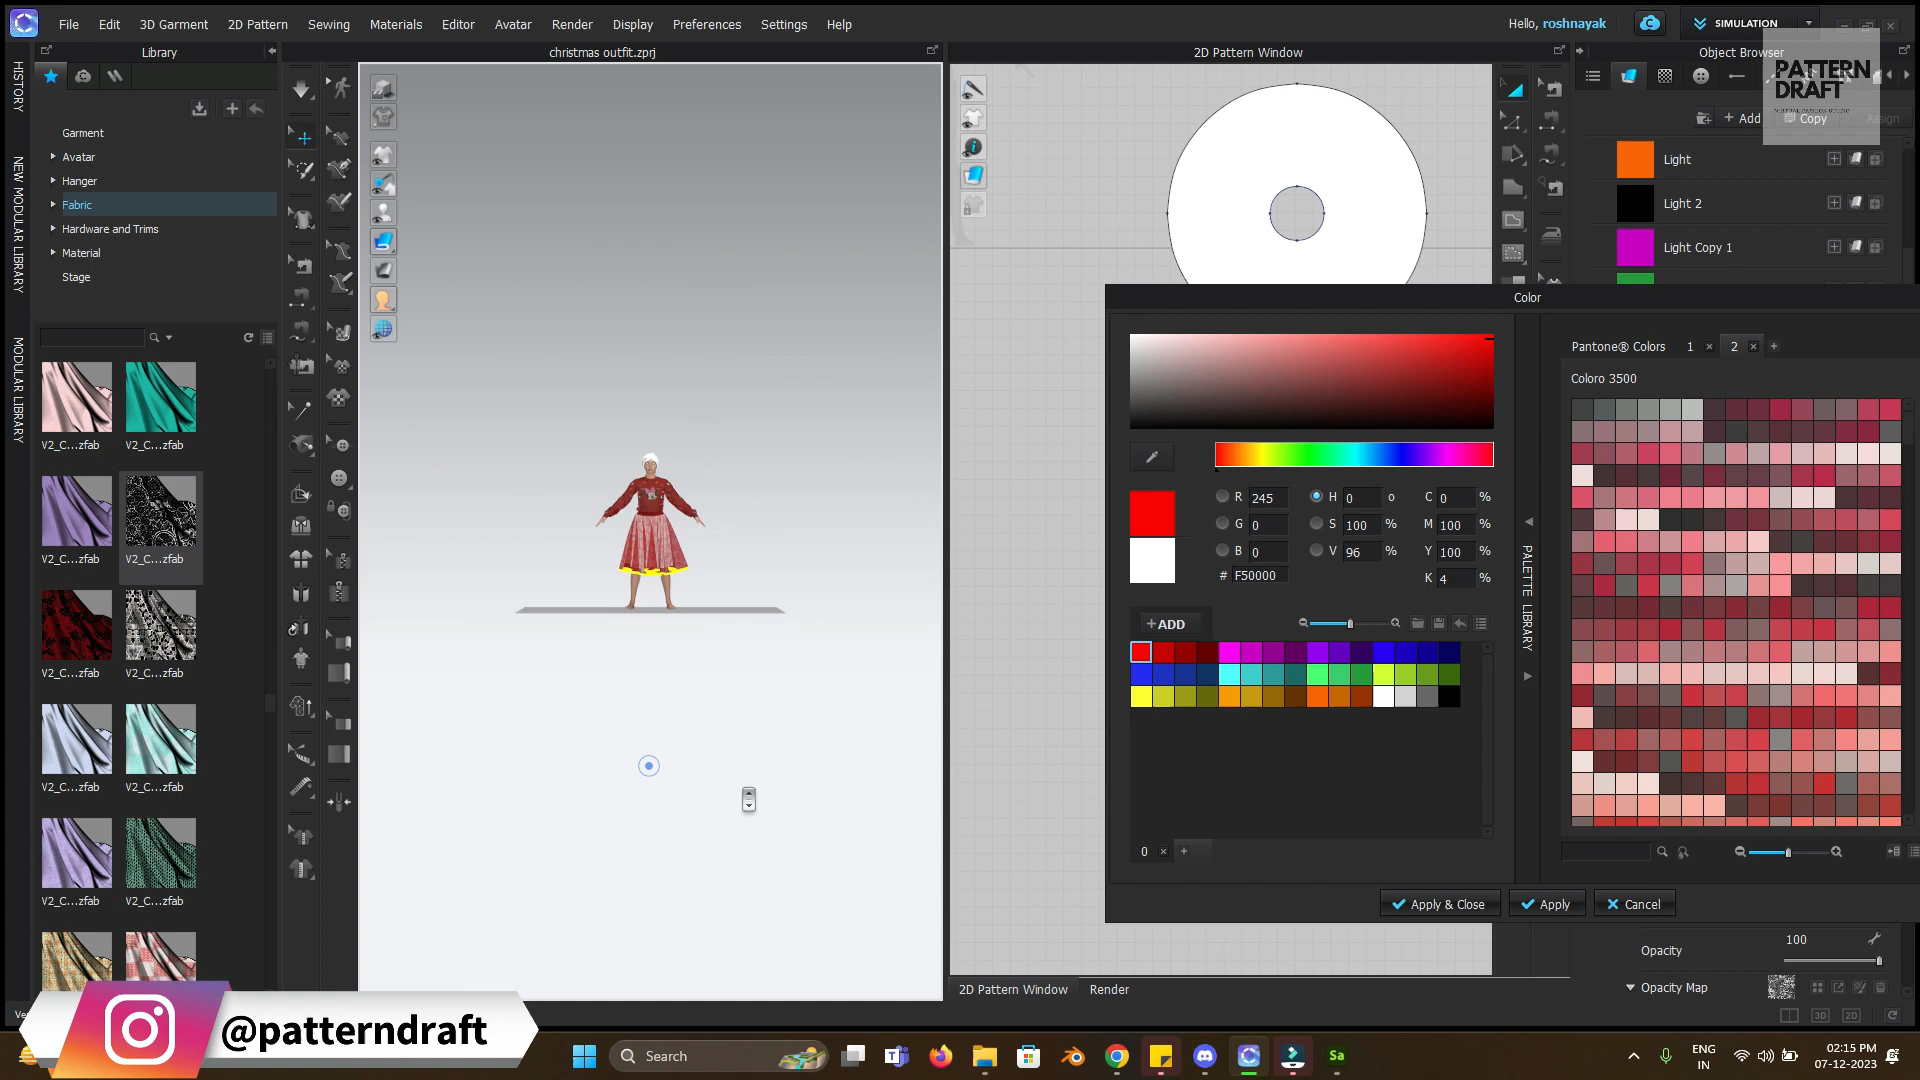 File Edit 3D Garment 2D Pattern Sewing Materials Editor Avatar Render Display Preferences Settings Help
Hello, roshnayak
SIMULATION
HISTORY
NEW MODULAR LIBRARY
MODULAR LIBRARY
Library
christmas outfit.zprj
2D Pattern Window
Object Browser
PATTERN
DRAFT
+ Add
Copy
Assign
Garment
Avatar
Hanger
Fabric
Hardware and Trims
Material
Stage
Light
Light 2
Light Copy 1
V2_C...zfab V2_C...zfab
V2_C...zfab V2_C...zfab
V2_C...zfab V2_C...zfab
V2_C...zfab V2_C...zfab
V2_C...zfab V2_C...zfab
Color
Pantone® Colors 1 2
Coloro 3500
R 245 H 0 o C 0 %
G 0 S 100 % M 100 %
B 0 V 96 % Y 100 %
# F50000 K 4 %
+ADD
PALETTE LIBRARY
0
Apply & Close Apply Cancel
Opacity 100
Opacity Map
2D Pattern Window Render
3D 2D
@patterndraft
Search
Sa
ENG
IN
02:15 PM
07-12-2023